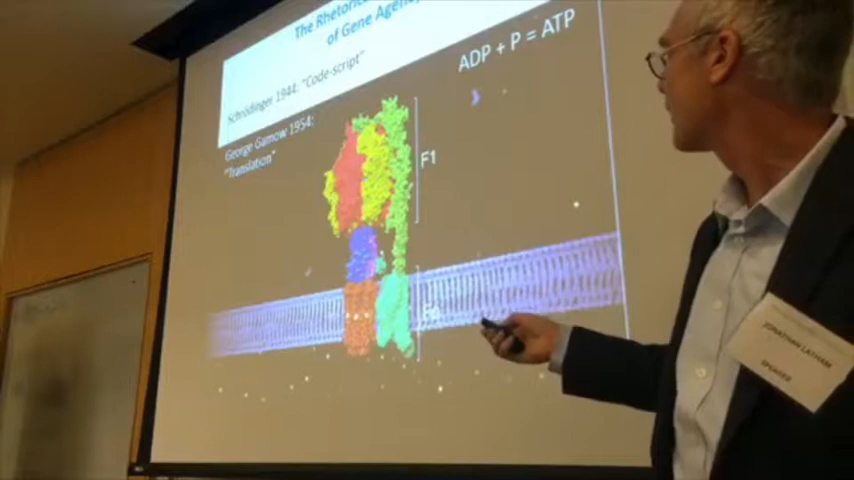 The Rhetoric
of Gene Agency
Schrödinger 1944: "Code-script"
George Gamow 1954:
"Translation"
ADP + P = ATP
F1
Fo
JONATHAN LATHAM
SPEAKER